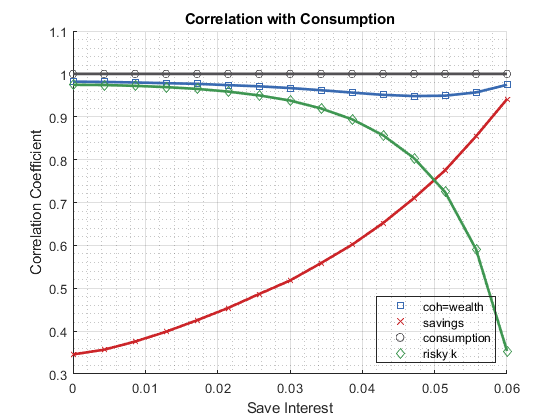 Correlation with Consumption
1.1
1
0.9
0.8
0.7
0.6
0.5
0.4
0.3
Correlation Coefficient
0
0.01
0.02
0.03
0.04
0.05
0.06
Save Interest
coh=wealth
savings
consumption
risky k